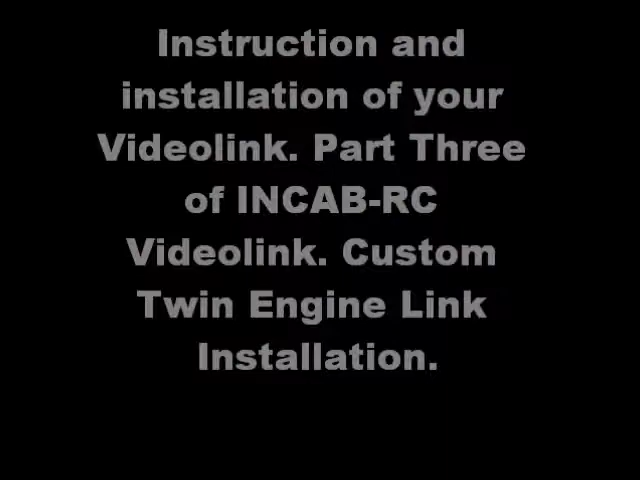 Instruction and
installation of your
Videolink. Part Three
of INCAB-RC
Videolink. Custom
Twin Engine Link
Installation.